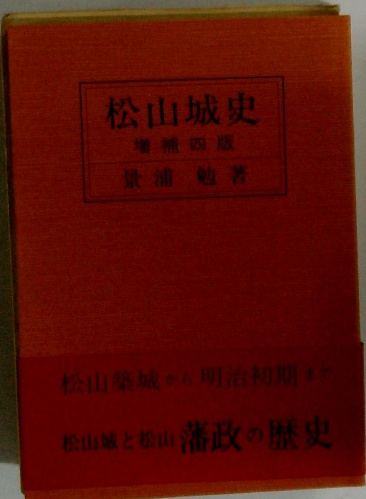 松山城史
増補四版
景浦 勉著
松山築城から明治初期まで
松山城と松山藩政の歴史